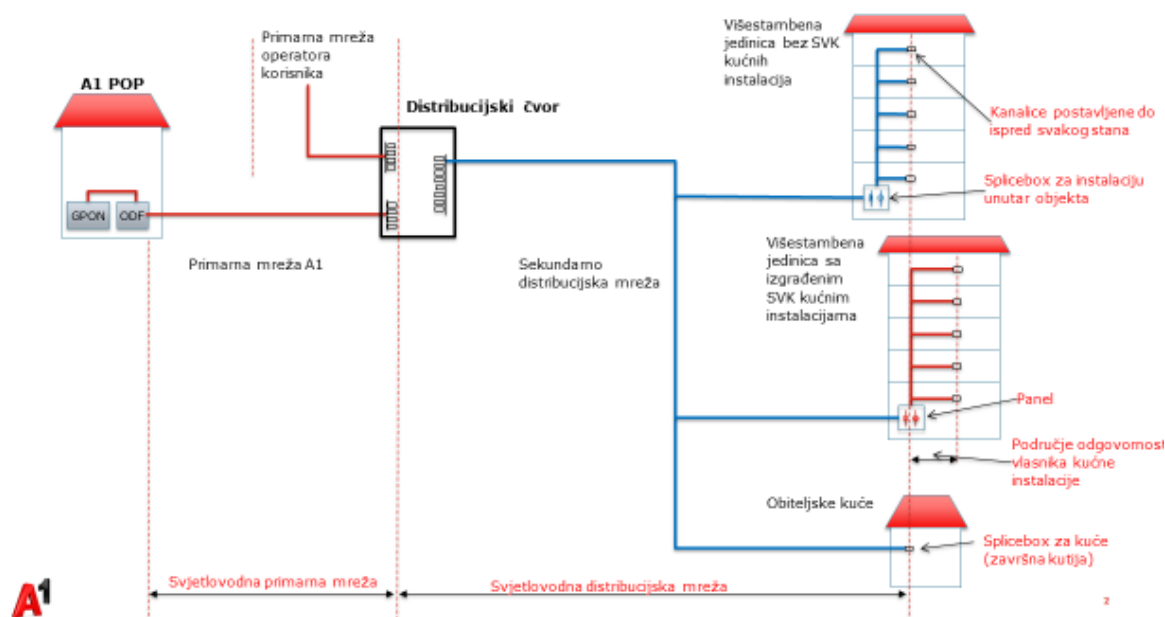 Primarna mreža
operatora
korisnika
A1 POP
GPON
ODF
Distribucijski čvor
Primarna mreža A1
Sekundarno
distribucijska mreža
Višestambena
jedinica bez SVK
kućnih
instalacija
Kanalice postavljene do
ispred svakog stana
Splicebox za instalaciju
unutar objekta
Višestambena
jedinica sa
izgrađenim
SVK kućnim
instalacijama
Panel
Područje odgovornost
vlasnika kućne
instalacije
Obiteljske kuće
Splicebox za kuće
(završna kutija)
Svjetlovodna primarna mreža
Svjetlovodna distribucijska mreža
A1
2